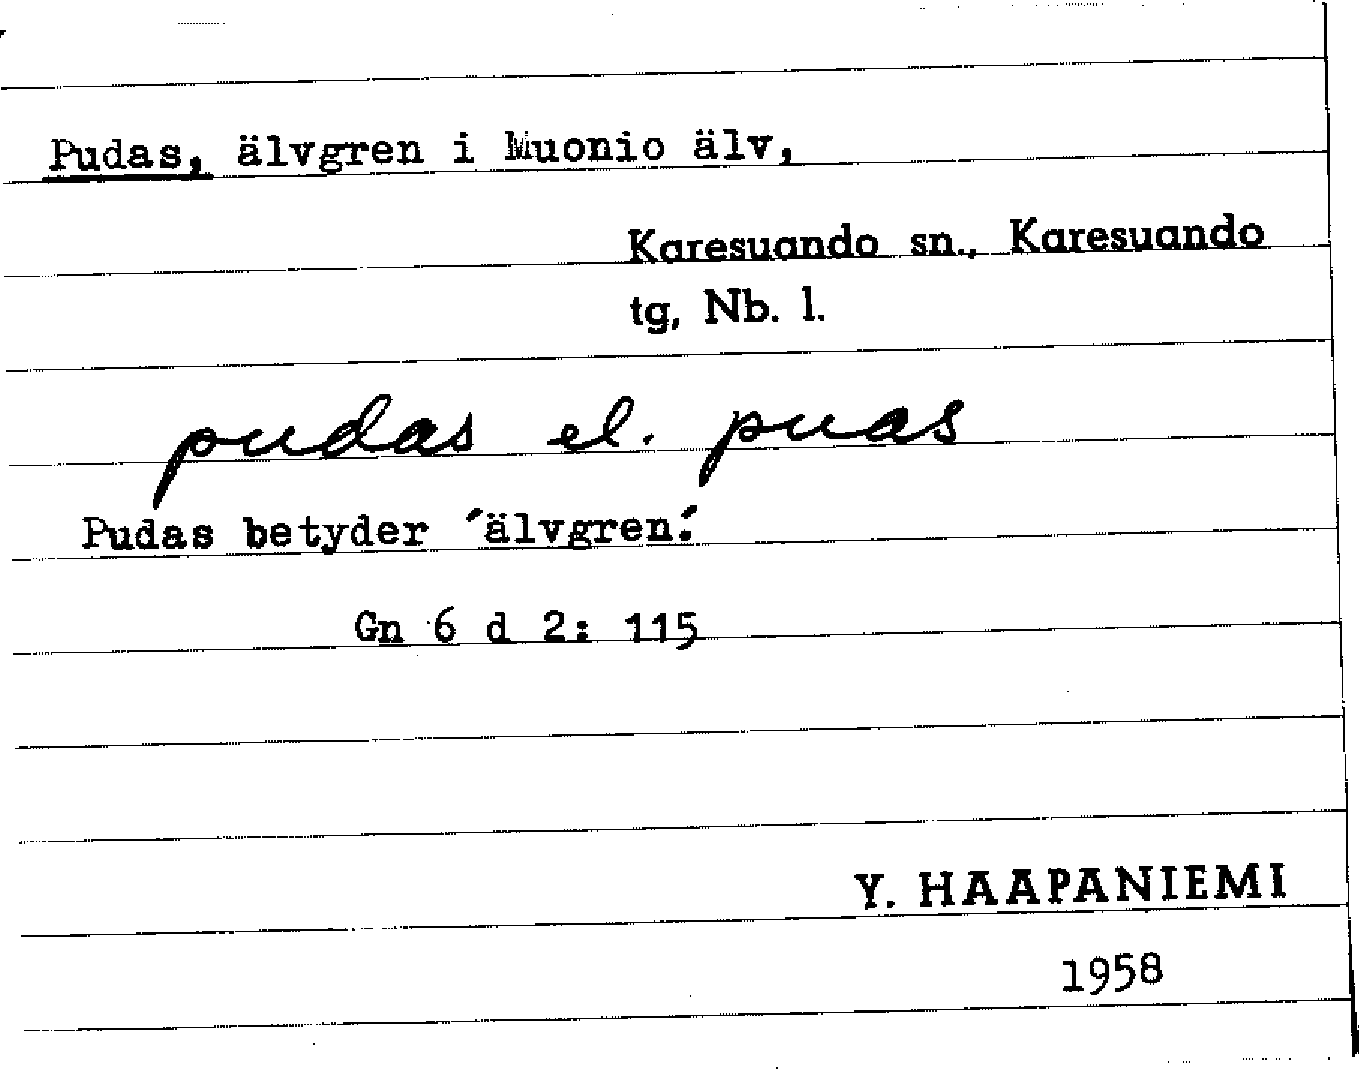 Pudas, älvgren i Muonio älv,
Karesuando sn., Karesuando
tg, Nb. l.
pudas el. puas
Pudas betyder ´älvgren´.
Gn 6 d 2: 115
Y. HAAPANIEMI
1958